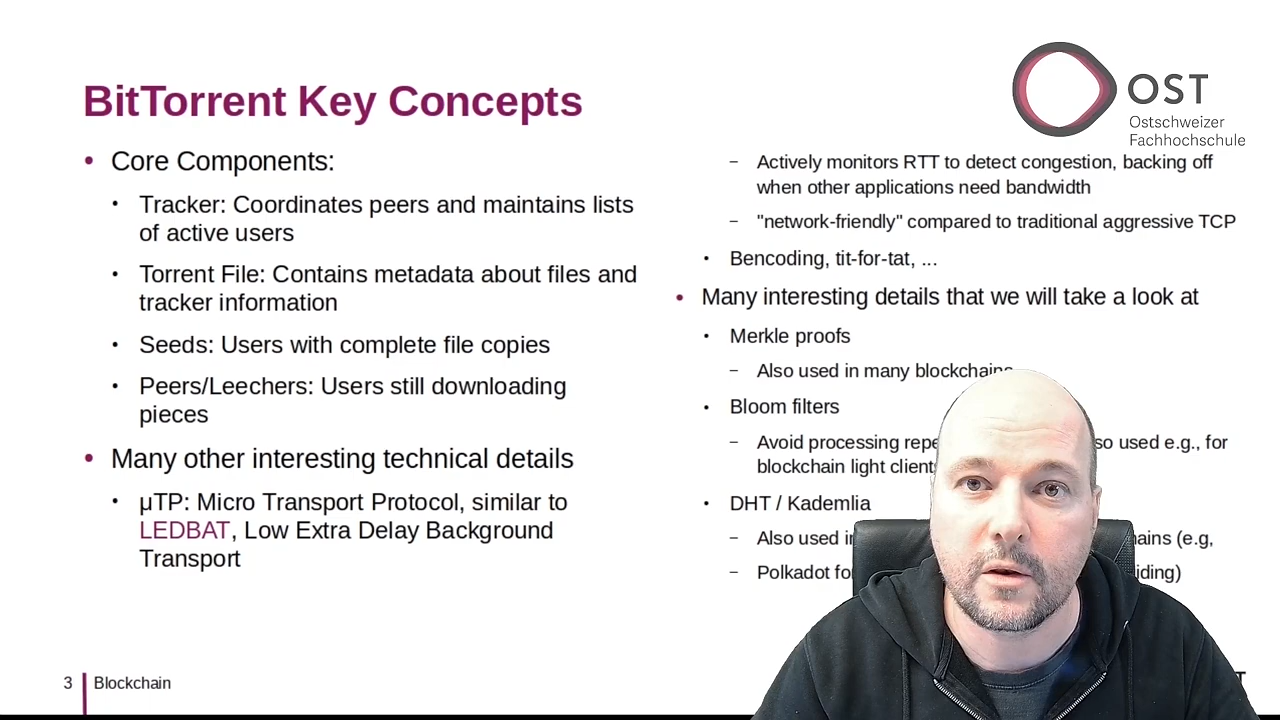 BitTorrent Key Concepts
OST
Ostschweizer
Fachhochschule
• Core Components:
• Tracker: Coordinates peers and maintains lists
of active users
• Torrent File: Contains metadata about files and
tracker information
• Seeds: Users with complete file copies
• Peers/Leechers: Users still downloading
pieces
• Many other interesting technical details
• µTP: Micro Transport Protocol, similar to
LEDBAT, Low Extra Delay Background
Transport
– Actively monitors RTT to detect congestion, backing off
when other applications need bandwidth
– "network-friendly" compared to traditional aggressive TCP
• Bencoding, tit-for-tat, ...
• Many interesting details that we will take a look at
• Merkle proofs
– Also used in many blockchains
• Bloom filters
– Avoid processing so used e.g., for
blockchain light
• DHT / Kademlia
– Also used (e.g,
– Polkadot
3 Blockchain